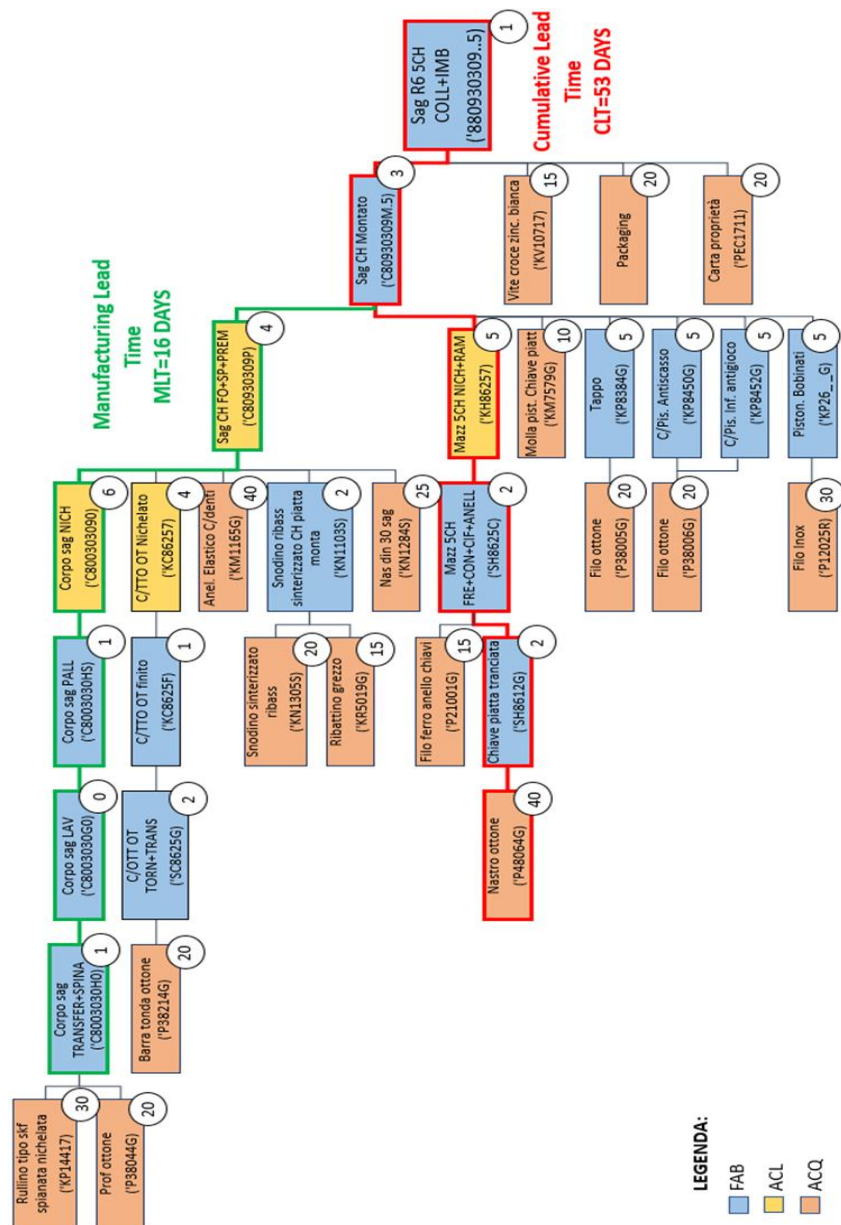 Sag R6 5CH
COLL+IMB
('880930309..5)
1
Cumulative Lead
Time
CLT=53 DAYS
Sag CH Montato
('C80930309M.5)
3
Vite croce zinc. bianca
('KV10717)
15
Packaging
20
Carta proprietà
('PEC1711)
20
Manufacturing Lead
Time
MLT=16 DAYS
Sag CH FO+SP+PREM
('C80930309P)
4
Mazz 5CH NICH+RAM
('KH86257)
5
Molla pist. Chiave piatt
('KM7579G)
10
Tappo
('KP8384G)
5
C/Pis. Antiscasso
('KP8450G)
5
C/Pis. Inf. antigioco
('KP8452G)
5
Piston. Bobinati
('KP26__G)
5
Corpo sag NICH
('C800303090)
6
C/TTO OT Nichelato
('KC86257)
4
Anel. Elastico C/denti
('KM1165G)
40
Snodino ribass
sinterizzato CH piatta
monta
('KN1103S)
2
Nas din 30 sag
('KN1284S)
25
Mazz 5CH
FRE+CON+CIF+ANELL
('SH8625C)
2
Filo ottone
('P38005G)
20
Filo ottone
('P38006G)
20
Filo Inox
('P12025R)
30
Corpo sag PALL
('C8003030HS)
1
C/TTO OT finito
('KC8625F)
1
Snodino sinterizzato
ribass
('KN1305S)
20
Ribattino grezzo
('KR5019G)
15
Filo ferro anello chiavi
('P21001G)
15
Chiave piatta tranciata
('SH8612G)
2
Corpo sag LAV
('C8003030G0)
0
C/OTT OT
TORN+TRANS
('SC8625G)
2
Nastro ottone
('P48064G)
40
Corpo sag
TRANSFER+SPINA
('C8003030H0)
1
Barra tonda ottone
('P38214G)
20
Rullino tipo skf
spianata nichelata
('KP14417)
30
Prof ottone
('P38044G)
20
LEGENDA:
FAB
ACL
ACQ